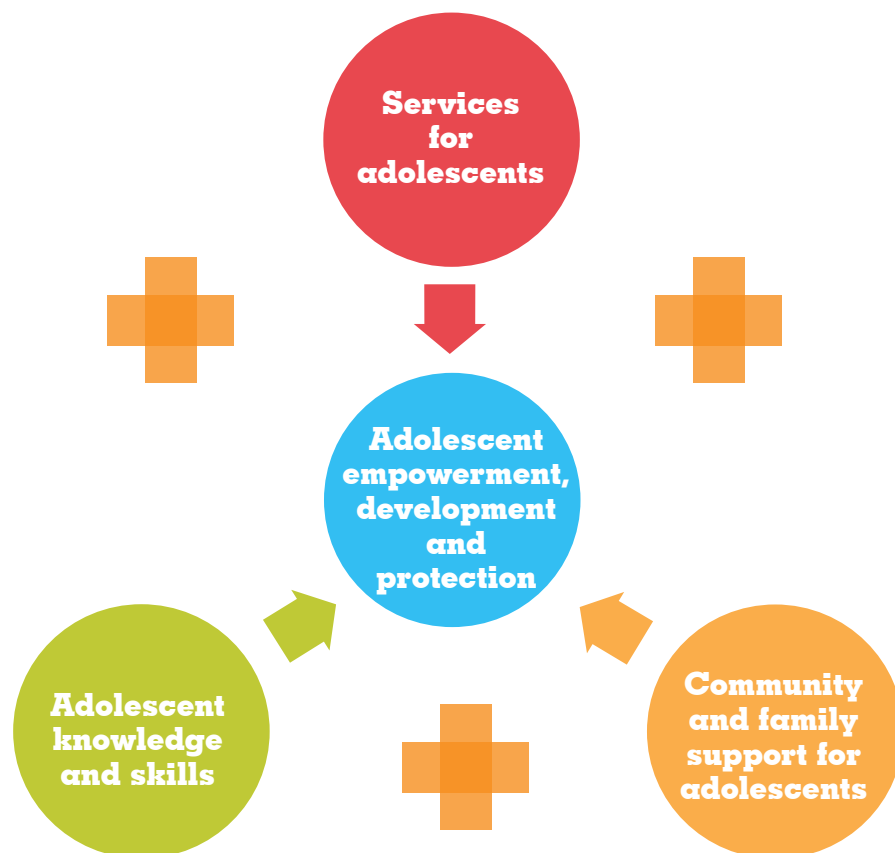 Services
for
adolescents
Adolescent
empowerment,
development
and
protection
Adolescent
knowledge
and skills
Community
and family
support for
adolescents